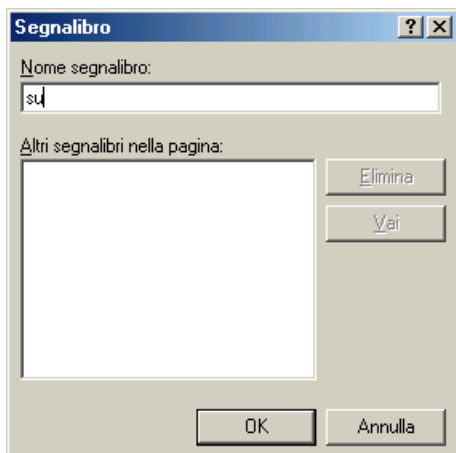 Segnalibro
Nome segnalibro:
su
Altri segnalibri nella pagina:
Elimina
Vai
OK
Annulla